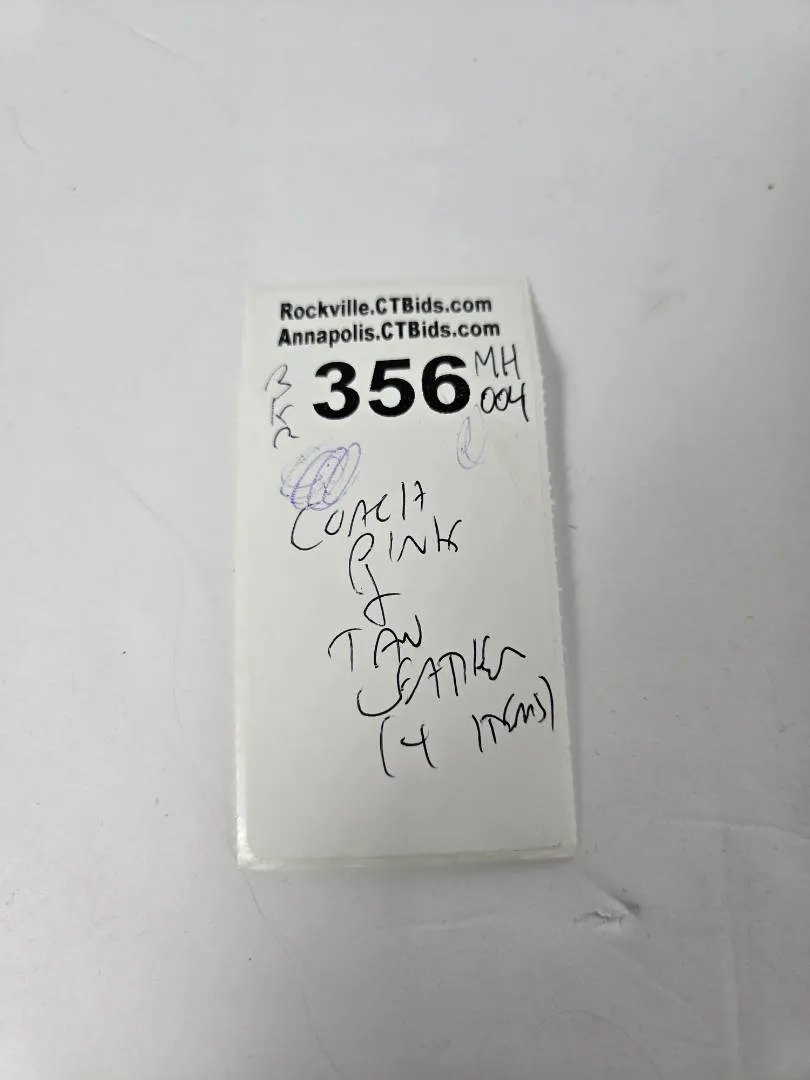 Rockville.CTBids.com
Annapolis.CTBids.com
356 MH
004
COACH
PINK
&
TAN
LEATHER
(4 ITEMS)